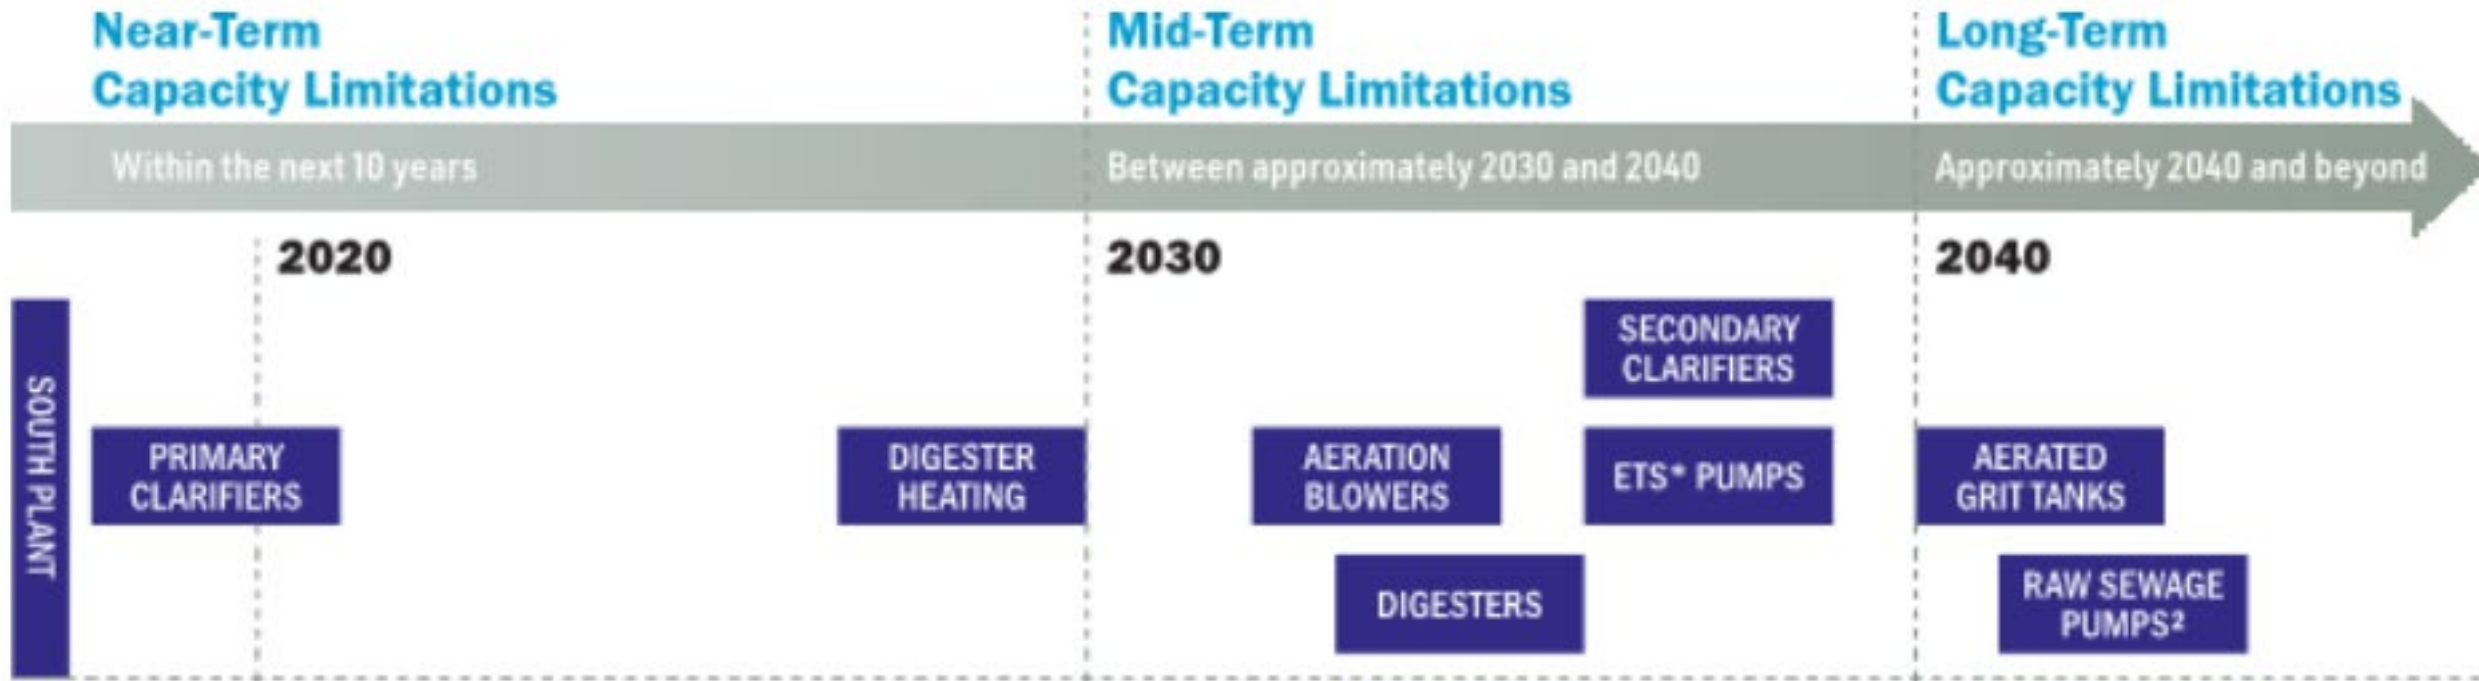 Near-Term
Capacity Limitations
Mid-Term
Capacity Limitations
Long-Term
Capacity Limitations
Within the next 10 years
Between approximately 2030 and 2040
Approximately 2040 and beyond
2020
2030
2040
SOUTH PLANT
SECONDARY
CLARIFIERS
PRIMARY
CLARIFIERS
DIGESTER
HEATING
AERATION
BLOWERS
ETS* PUMPS
AERATED
GRIT TANKS
DIGESTERS
RAW SEWAGE
PUMPS²